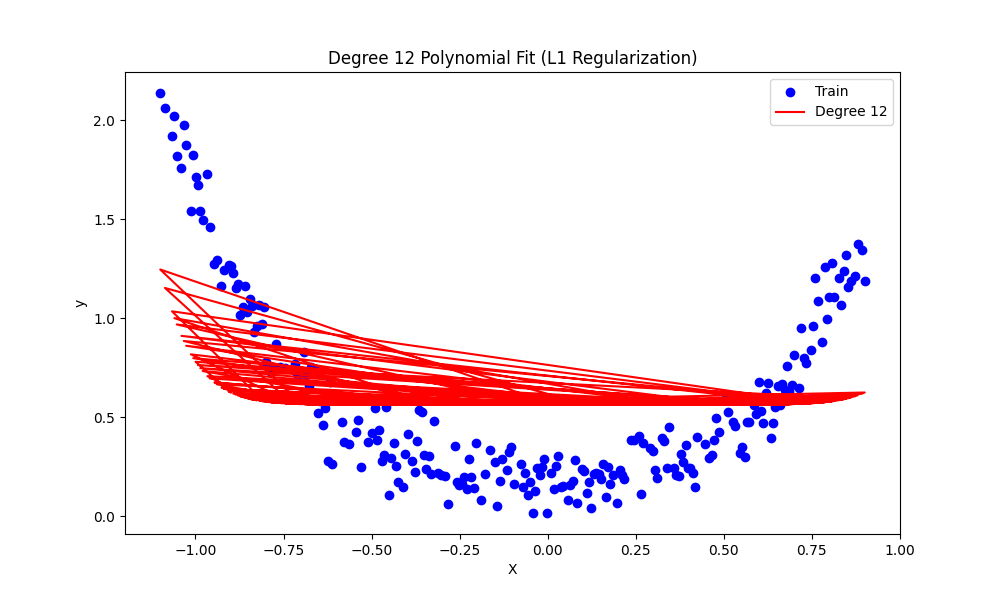 Degree 12 Polynomial Fit (L1 Regularization)
Train
Degree 12
2.0
1.5
1.0
0.5
0.0
y
−1.00 −0.75 −0.50 −0.25 0.00 0.25 0.50 0.75 1.00
X